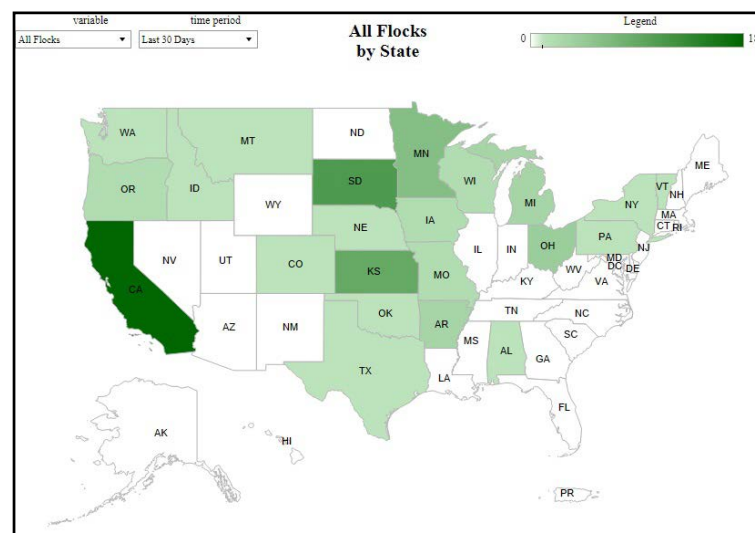 variable
time period
All Flocks
Last 30 Days
All Flocks
by State
Legend
0
WA
MT
ND
MN
ME
OR
ID
SD
WI
MI
VT
NH
NY
MA
CT RI
WY
NE
IA
PA
NJ
NV
UT
CO
KS
MO
IL
IN
OH
MD
DC
DE
WV
VA
KY
CA
AZ
NM
OK
AR
TN
NC
SC
MS
AL
GA
TX
LA
FL
AK
HI
PR